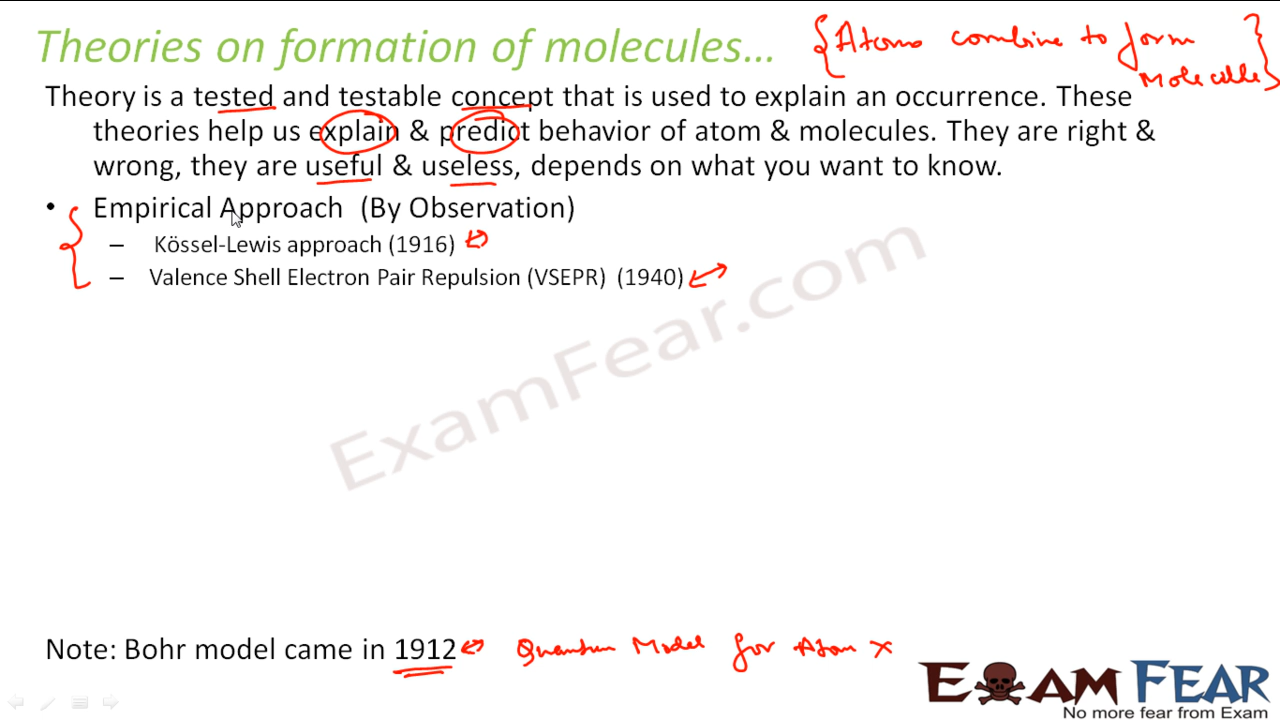 Theories on formation of molecules...
{Atoms combine to form
Molecules}
Theory is a tested and testable concept that is used to explain an occurrence. These
theories help us explain & predict behavior of atom & molecules. They are right &
wrong, they are useful & useless, depends on what you want to know.
• Empirical Approach (By Observation)
– Kössel-Lewis approach (1916)
– Valence Shell Electron Pair Repulsion (VSEPR) (1940)
ExamFear.com
Note: Bohr model came in 1912 Quantum Model for Atom X
EXAM FEAR
No more fear from Exam